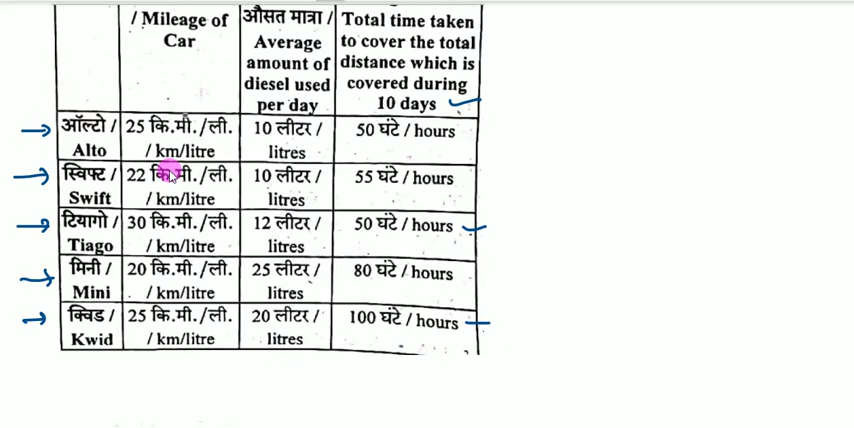 / Mileage of
Car
औसत मात्रा /
Average
amount of
diesel used
per day
Total time taken
to cover the total
distance which is
covered during
10 days
ऑल्टो /
Alto
25 कि.मी./ली.
/ km/litre
10 लीटर /
litres
50 घंटे / hours
स्विफ्ट /
Swift
22 कि.मी./ली.
/ km/litre
10 लीटर /
litres
55 घंटे / hours
टियागो /
Tiago
30 कि.मी./ली.
/ km/litre
12 लीटर /
litres
50 घंटे / hours
मिनी /
Mini
20 कि.मी./ली.
/ km/litre
25 लीटर /
litres
80 घंटे / hours
क्विड /
Kwid
25 कि.मी./ली.
/ km/litre
20 लीटर /
litres
100 घंटे / hours